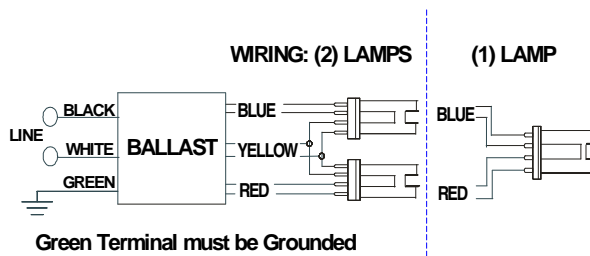 WIRING: (2) LAMPS
(1) LAMP
BLACK
BLUE
BLUE
LINE
WHITE
BALLAST
YELLOW
GREEN
RED
RED
Green Terminal must be Grounded